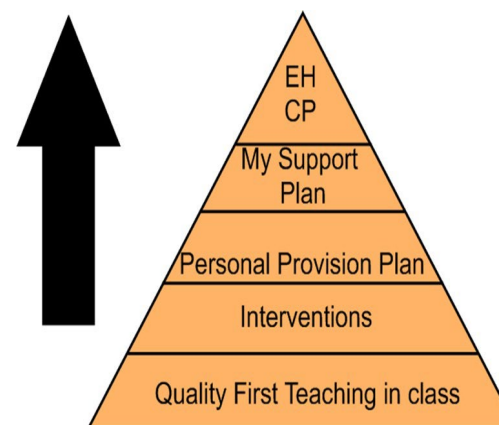 EH
CP
My Support
Plan
Personal Provision Plan
Interventions
Quality First Teaching in class